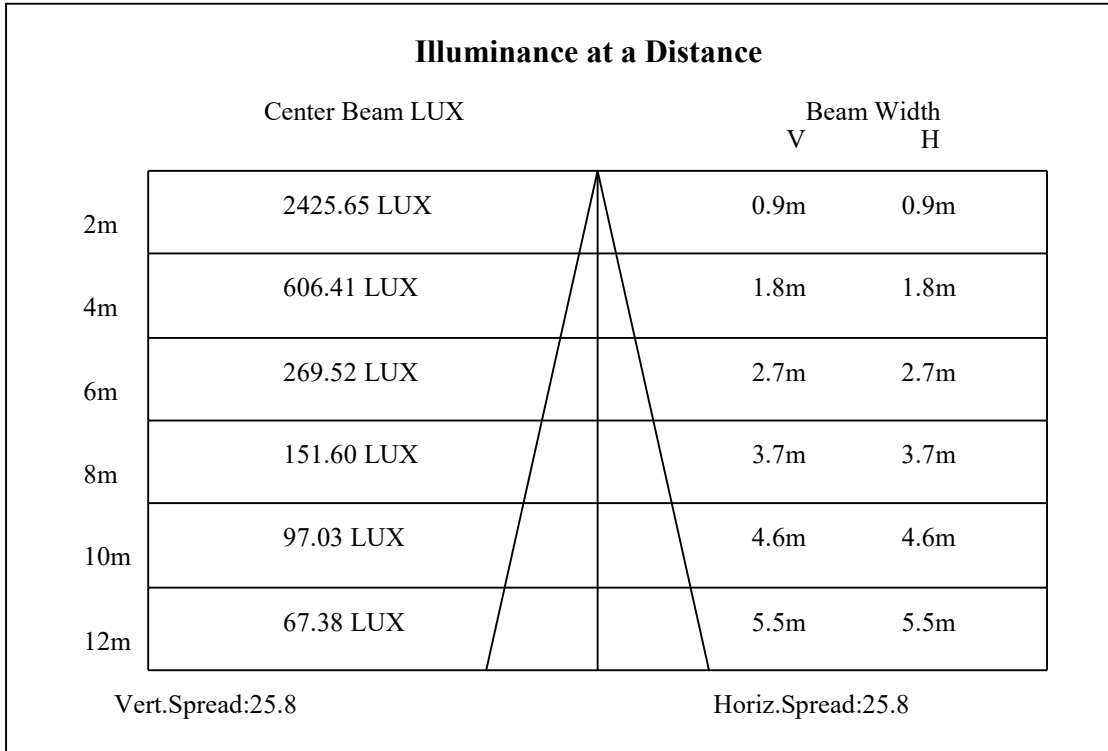 Illuminance at a Distance
Center Beam LUX Beam Width
V H
2m 2425.65 LUX 0.9m 0.9m
4m 606.41 LUX 1.8m 1.8m
6m 269.52 LUX 2.7m 2.7m
8m 151.60 LUX 3.7m 3.7m
10m 97.03 LUX 4.6m 4.6m
12m 67.38 LUX 5.5m 5.5m
Vert.Spread:25.8 Horiz.Spread:25.8